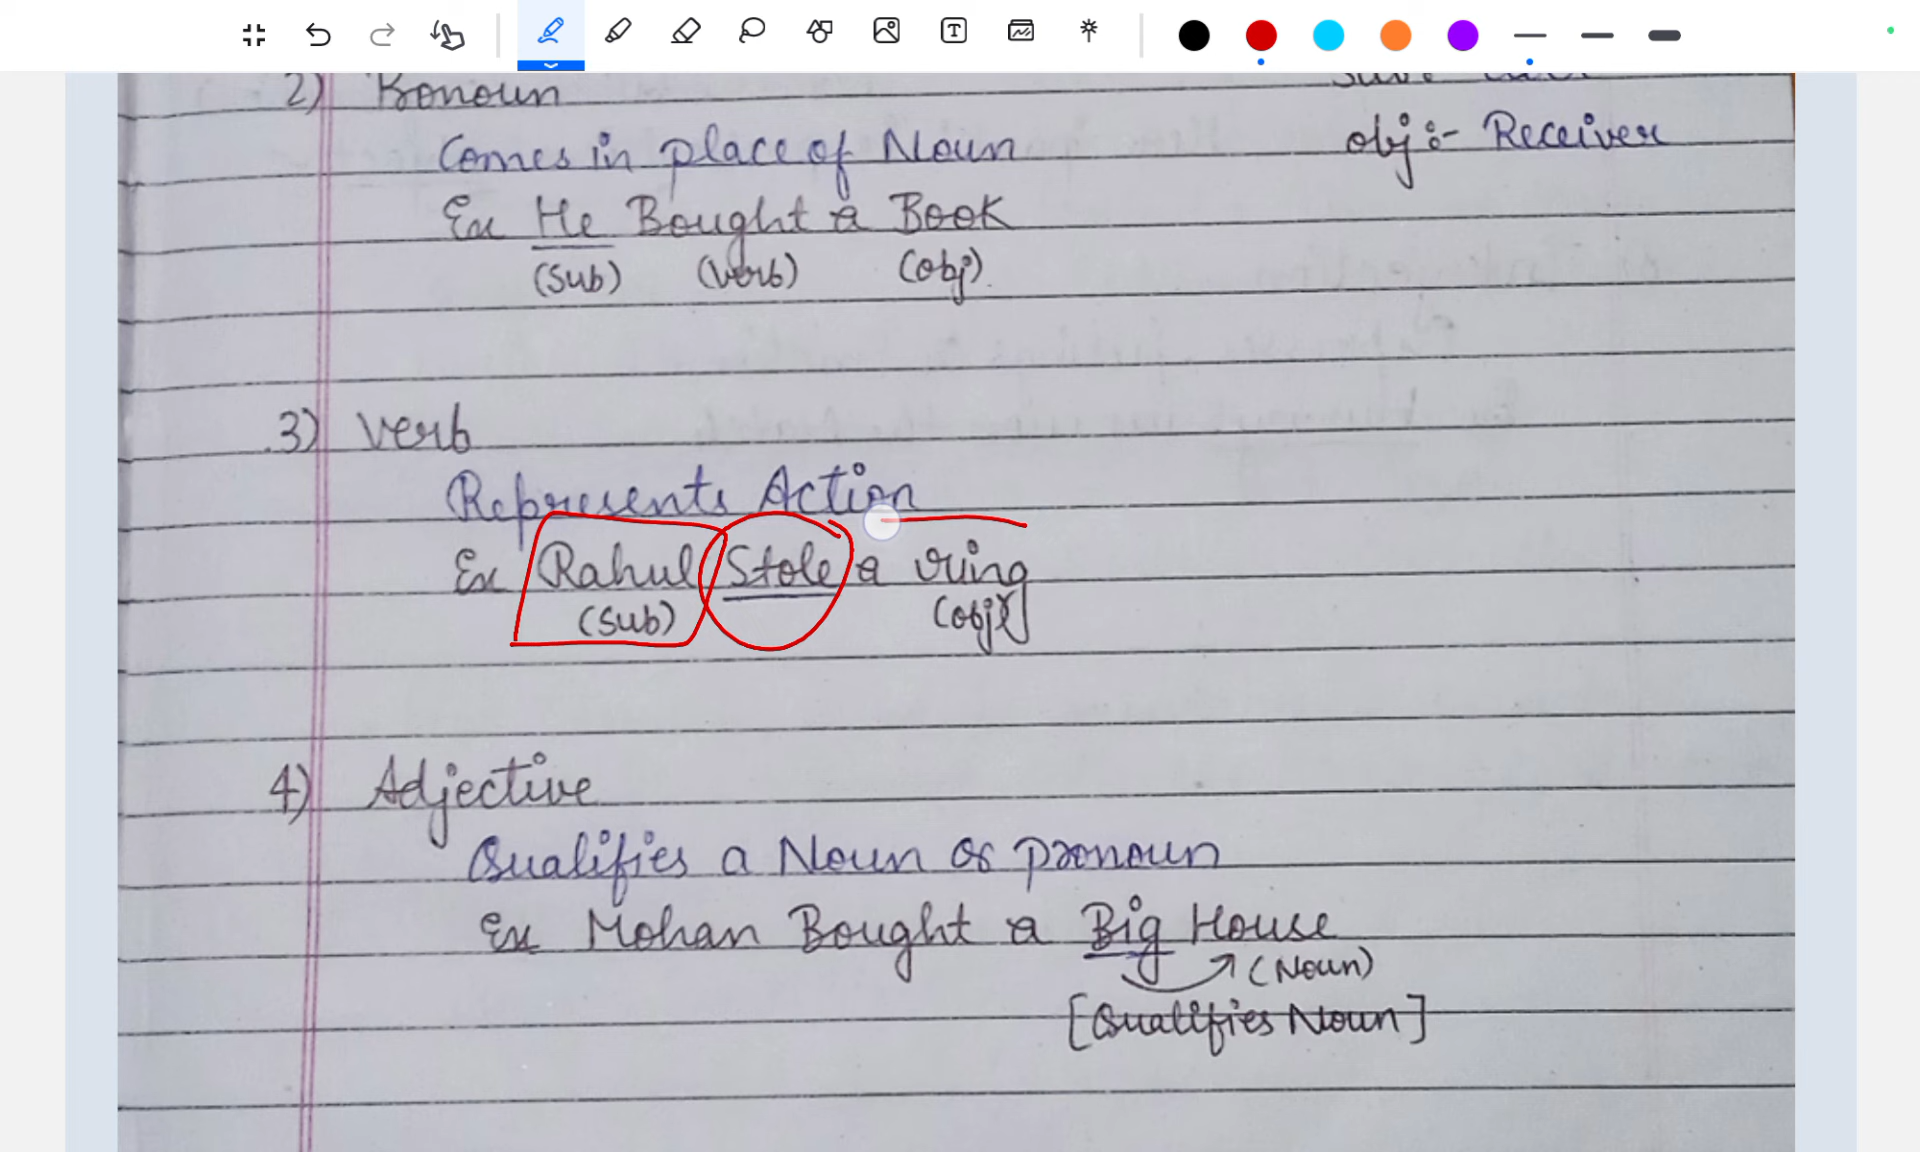 2) Pronoun
Comes in place of Noun
obj :- Receiver
Ex He Bought a Book
(Sub) (verb) (obj)
3) Verb
Represents Action
Ex Rahul Stole a ring
(Sub) (obj)
4) Adjective
Qualifies a Noun or pronoun
Ex Mohan Bought a Big House
(Noun)
[Qualifies Noun]